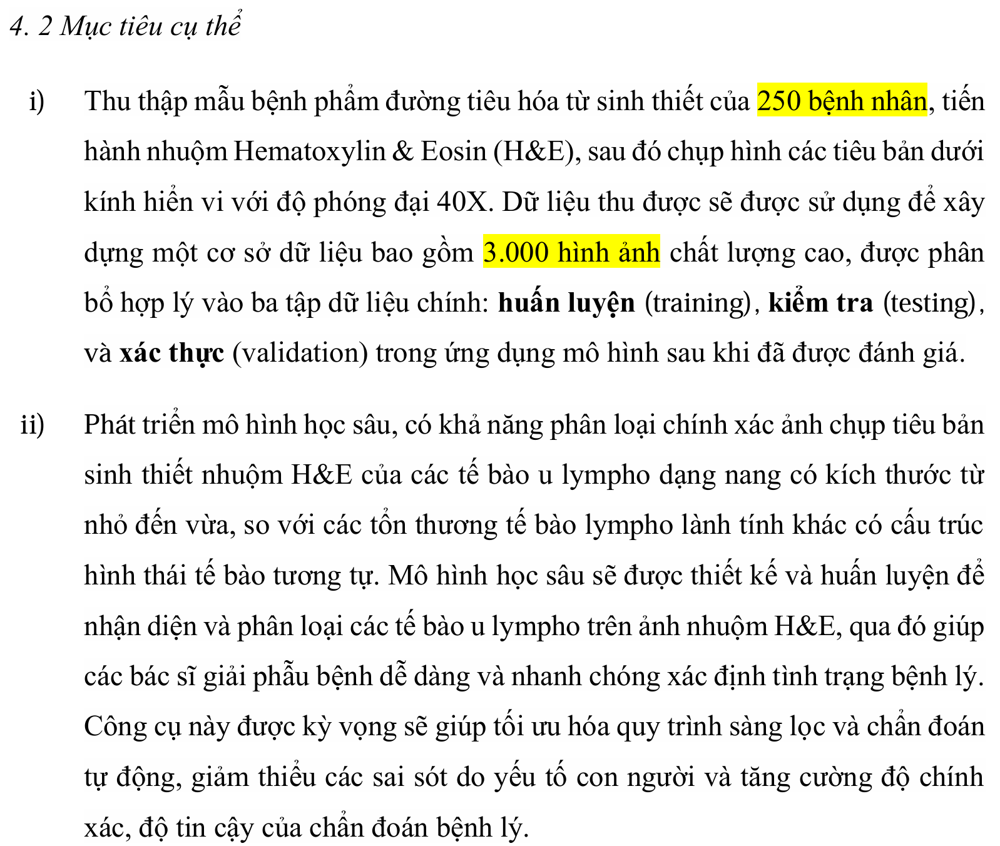 4. 2 Mục tiêu cụ thể
i) Thu thập mẫu bệnh phẩm đường tiêu hóa từ sinh thiết của 250 bệnh nhân, tiến
hành nhuộm Hematoxylin & Eosin (H&E), sau đó chụp hình các tiêu bản dưới
kính hiển vi với độ phóng đại 40X. Dữ liệu thu được sẽ được sử dụng để xây
dựng một cơ sở dữ liệu bao gồm 3.000 hình ảnh chất lượng cao, được phân
bổ hợp lý vào ba tập dữ liệu chính: huấn luyện (training), kiểm tra (testing),
và xác thực (validation) trong ứng dụng mô hình sau khi đã được đánh giá.
ii) Phát triển mô hình học sâu, có khả năng phân loại chính xác ảnh chụp tiêu bản
sinh thiết nhuộm H&E của các tế bào u lympho dạng nang có kích thước từ
nhỏ đến vừa, so với các tổn thương tế bào lympho lành tính khác có cấu trúc
hình thái tế bào tương tự. Mô hình học sâu sẽ được thiết kế và huấn luyện để
nhận diện và phân loại các tế bào u lympho trên ảnh nhuộm H&E, qua đó giúp
các bác sĩ giải phẫu bệnh dễ dàng và nhanh chóng xác định tình trạng bệnh lý.
Công cụ này được kỳ vọng sẽ giúp tối ưu hóa quy trình sàng lọc và chẩn đoán
tự động, giảm thiểu các sai sót do yếu tố con người và tăng cường độ chính
xác, độ tin cậy của chẩn đoán bệnh lý.